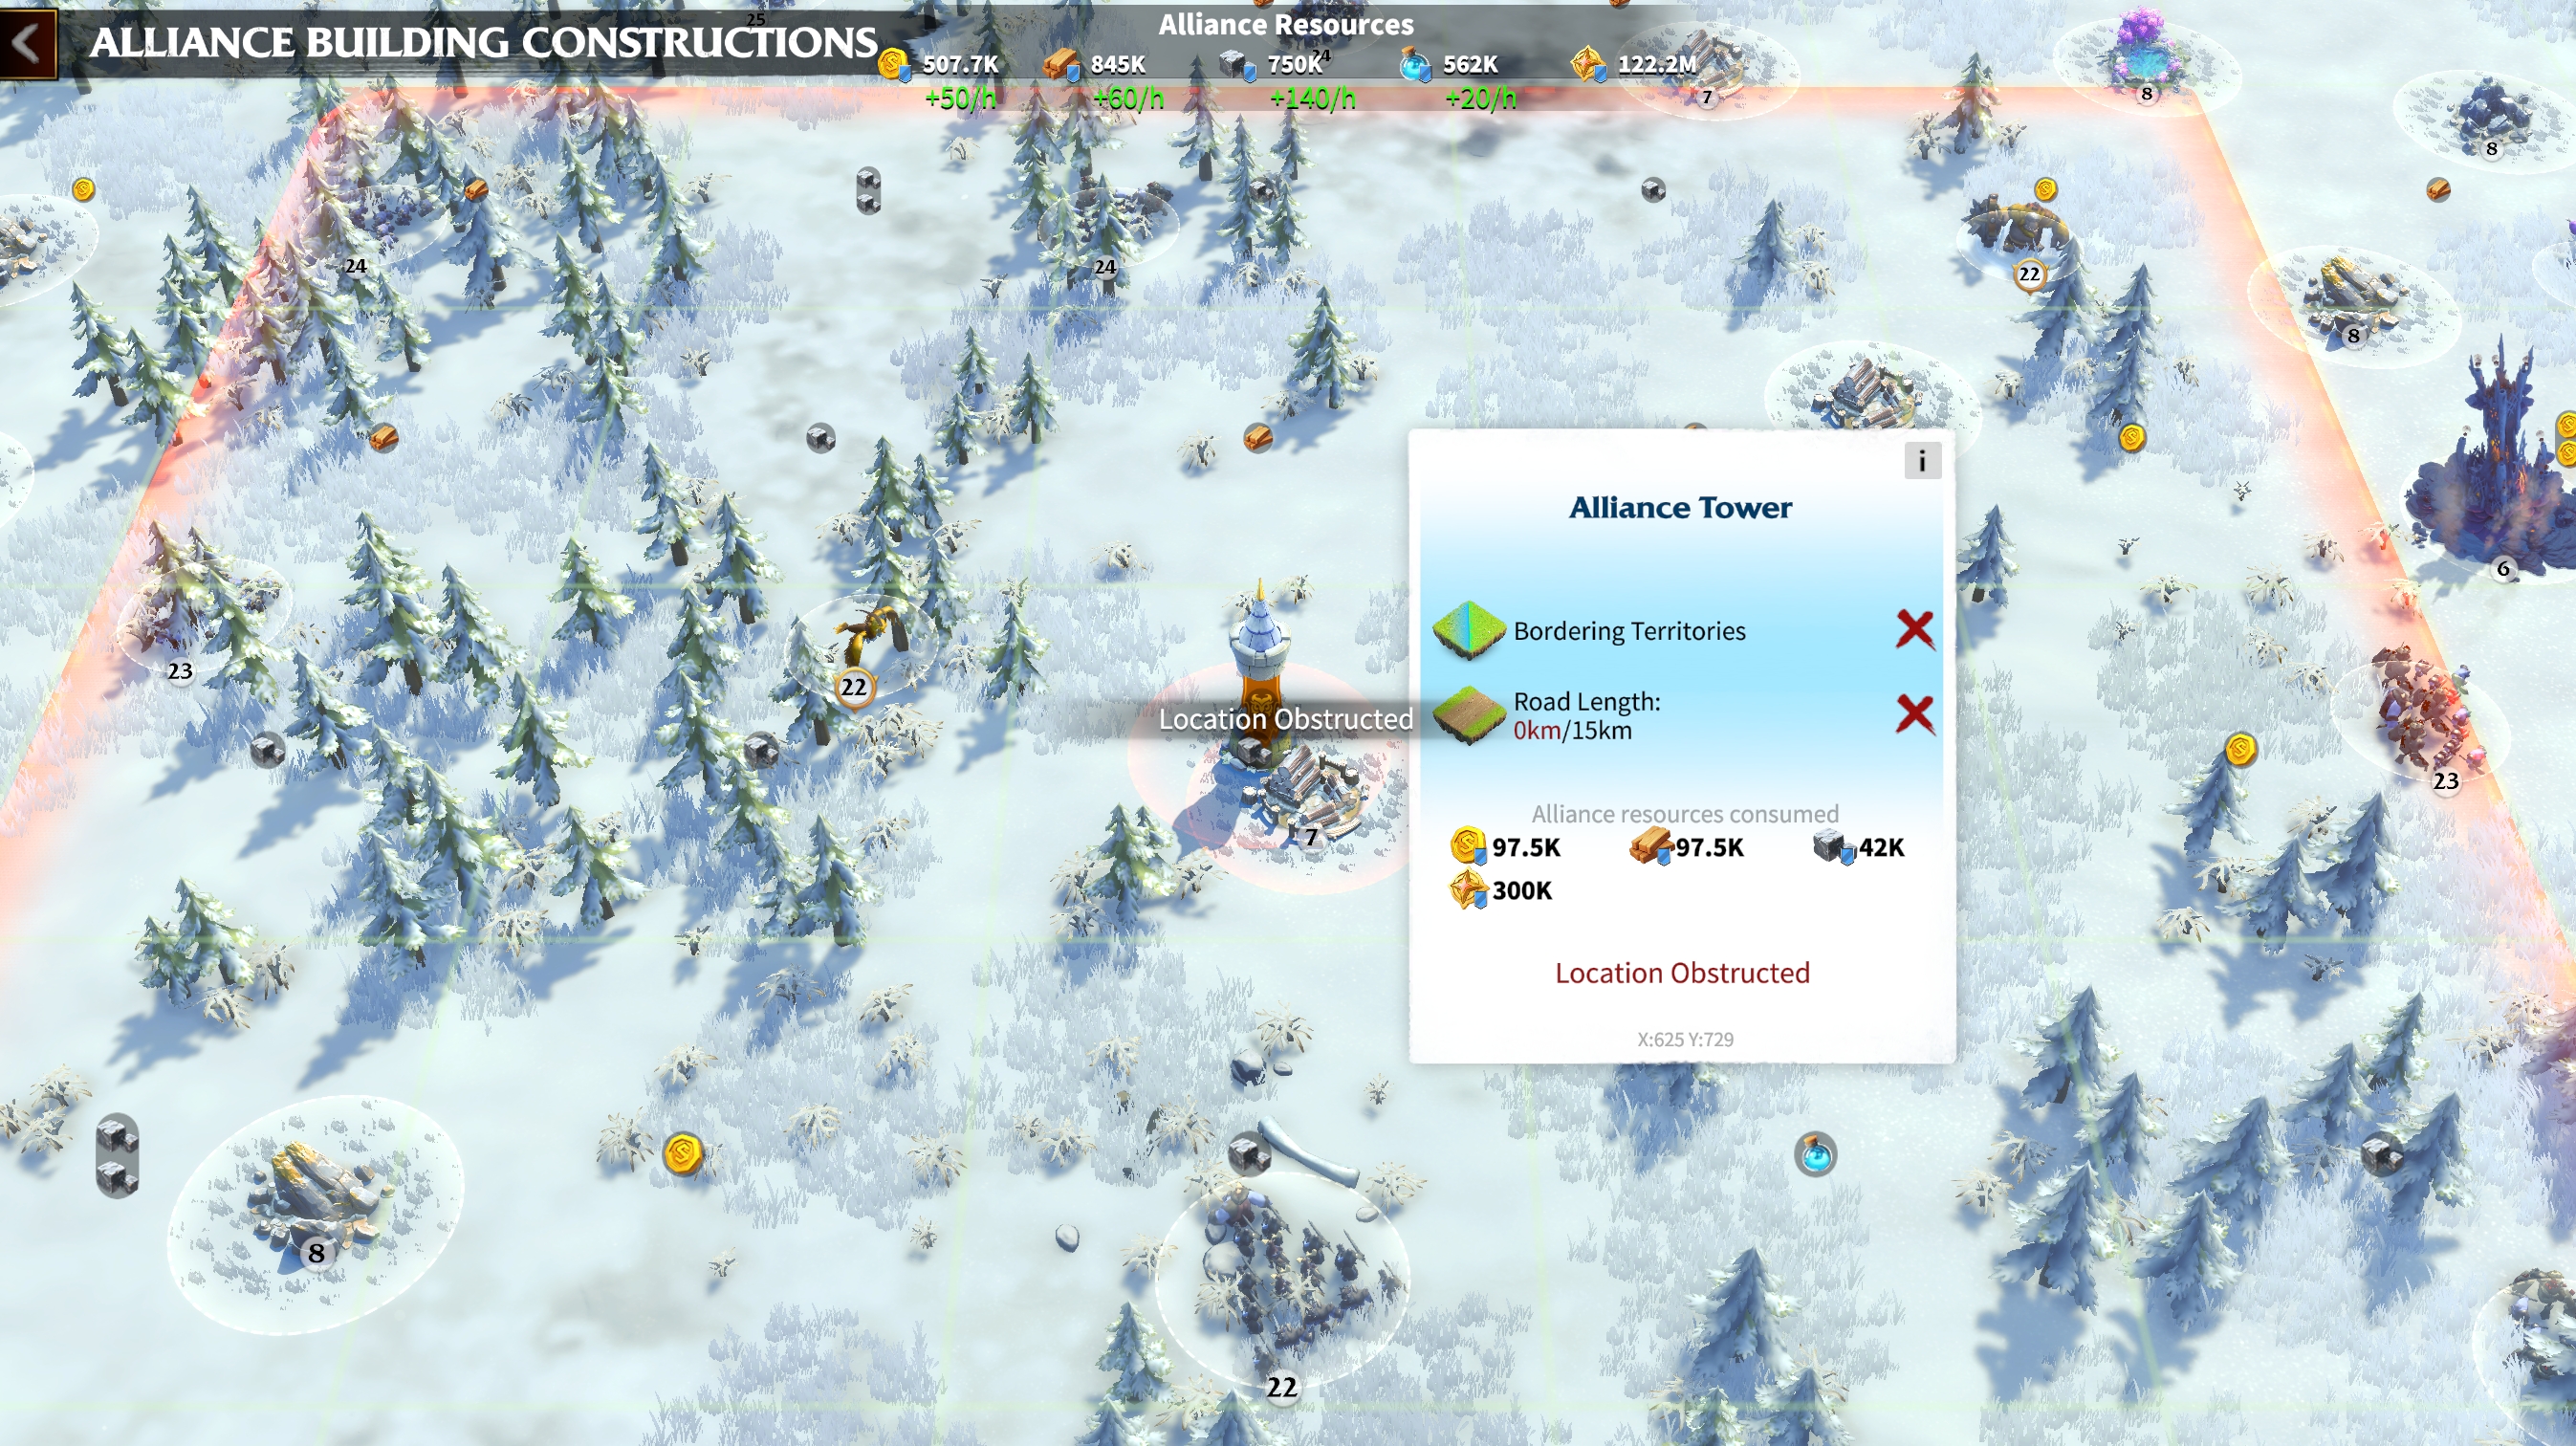 ALLIANCE BUILDING CONSTRUCTIONS
25
Alliance Resources
507.7K 845K 750K 562K 122.2M
+50/h +60/h +140/h +20/h
24
7
8
8
24
24
22
8
6
Alliance Tower
i
Bordering Territories
23
22
Location Obstructed
Road Length:
0km/15km
23
7
Alliance resources consumed
97.5K 97.5K 42K
300K
Location Obstructed
X:625 Y:729
8
22